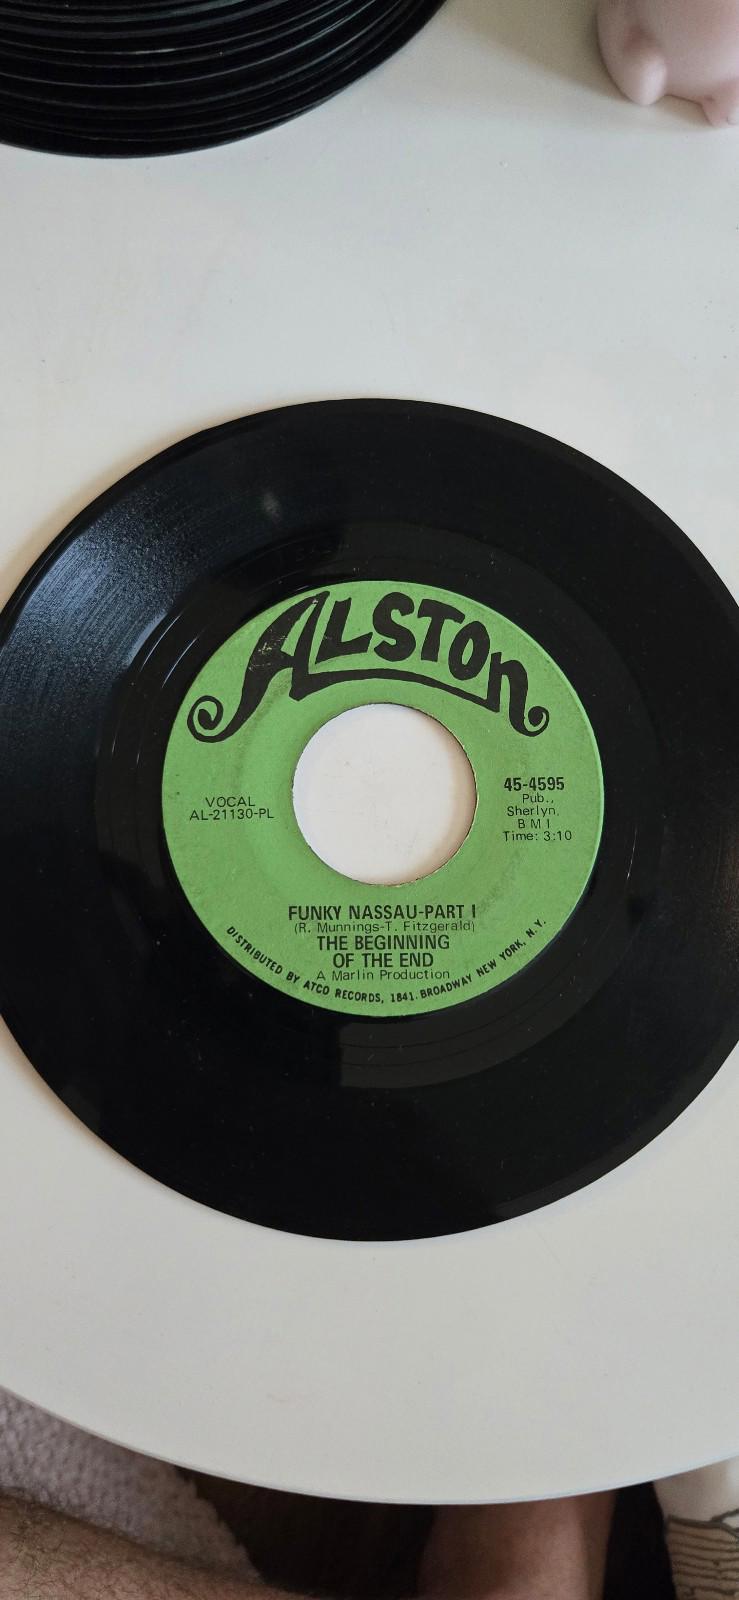 ALSTON
VOCAL
AL-21130-PL
45-4595
Pub.,
Sherlyn,
BMI
Time: 3:10
FUNKY NASSAU-PART I
(R. Munnings-T. Fitzgerald)
THE BEGINNING
OF THE END
A Marlin Production
DISTRIBUTED BY ATCO RECORDS, 1841 BROADWAY NEW YORK, N.Y.